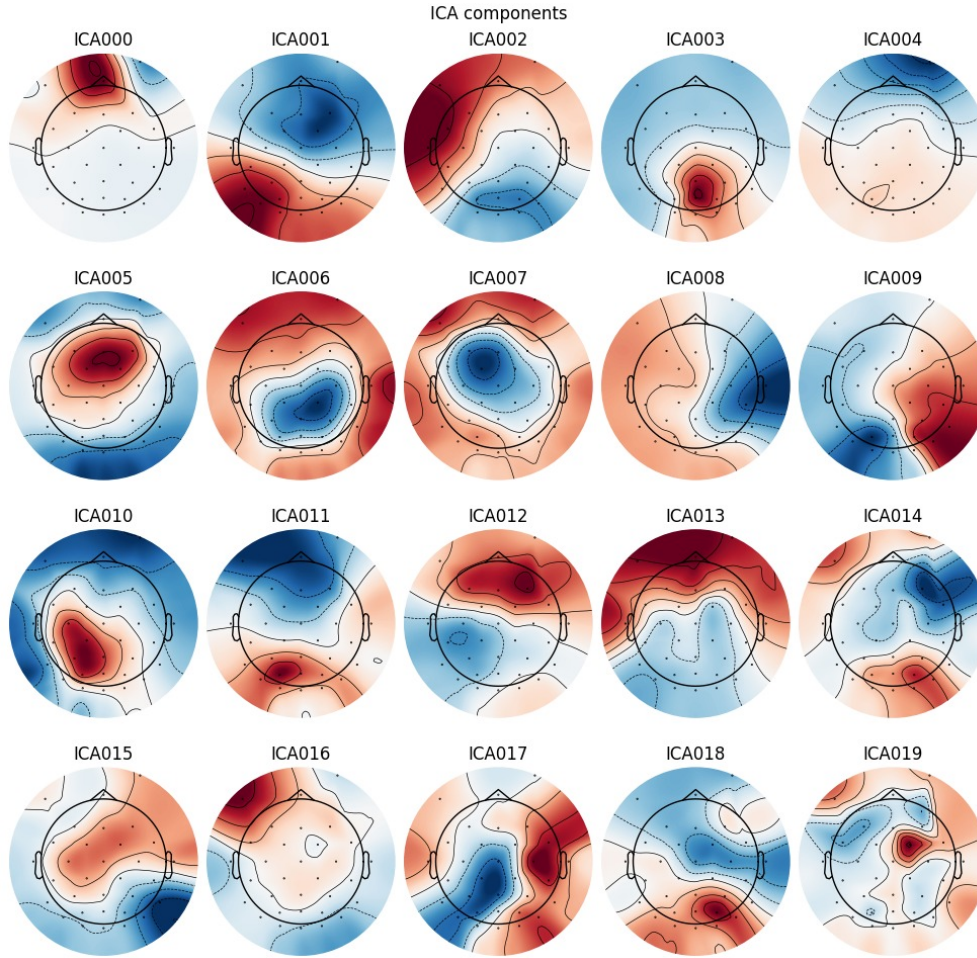 ICA components
ICA000 ICA001 ICA002 ICA003 ICA004
ICA005 ICA006 ICA007 ICA008 ICA009
ICA010 ICA011 ICA012 ICA013 ICA014
ICA015 ICA016 ICA017 ICA018 ICA019